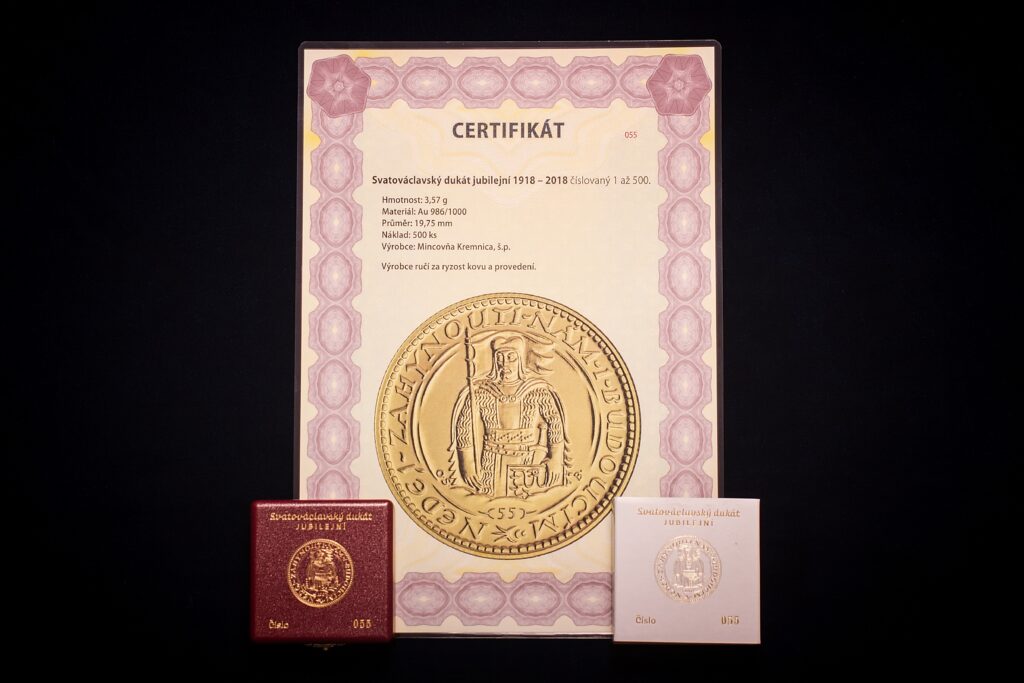 CERTIFIKÁT
055
Svatováclavský dukát jubilejní 1918 – 2018 číslovaný 1 až 500.
Hmotnost: 3,57 g
Materiál: Au 986/1000
Průměr: 19,75 mm
Náklad: 500 ks
Výrobce: Mincovňa Kremnica, š.p.
Výrobce ručí za ryzost kovu a provedení.
NEDEJ·ZAHYNOUTI·NÁM·I·BUDOUCÍM
55
Svatováclavský dukát
JUBILEJNÍ
Číslo 055
Svatováclavský dukát
JUBILEJNÍ
Číslo 055